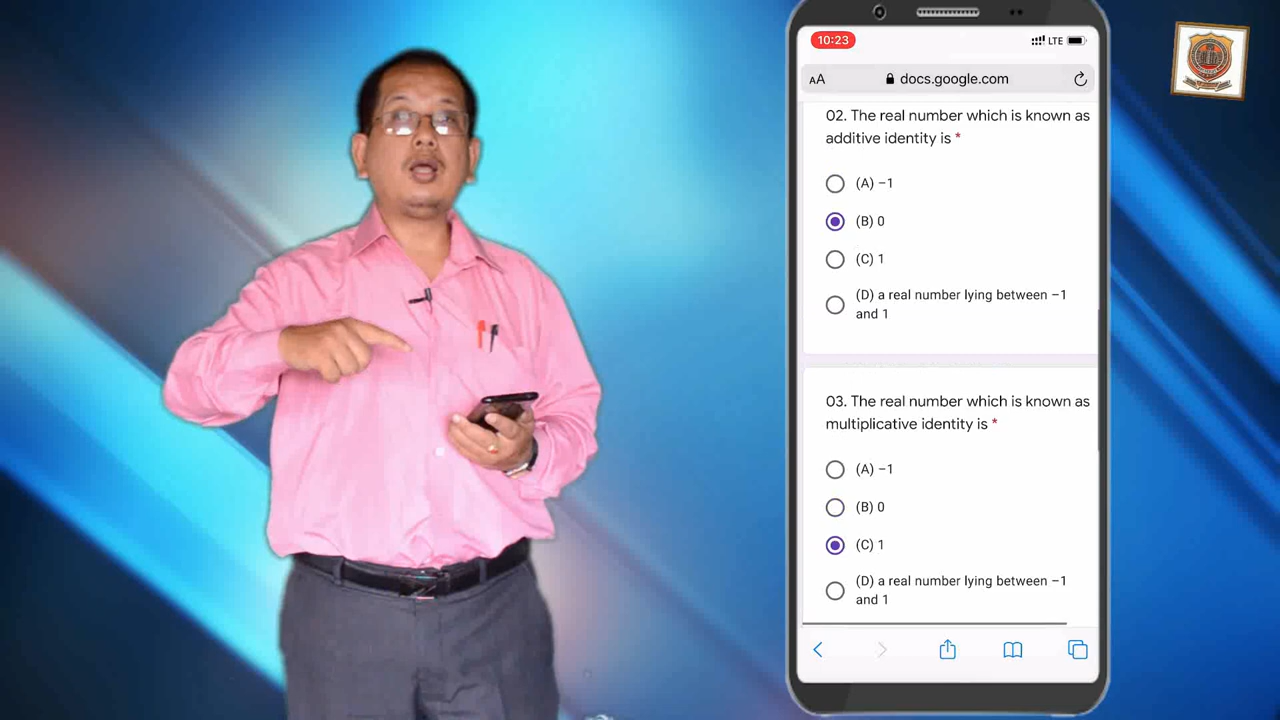 10:23
LTE
AA
docs.google.com
02. The real number which is known as
additive identity is *
(A) −1
(B) 0
(C) 1
(D) a real number lying between −1
and 1
03. The real number which is known as
multiplicative identity is *
(A) −1
(B) 0
(C) 1
(D) a real number lying between −1
and 1